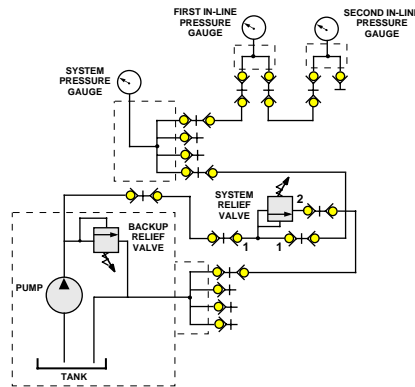 FIRST IN-LINE
PRESSURE
GAUGE
SECOND IN-LINE
PRESSURE
GAUGE
SYSTEM
PRESSURE
GAUGE
SYSTEM
RELIEF
VALVE
2
1
1
BACKUP
RELIEF
VALVE
PUMP
TANK